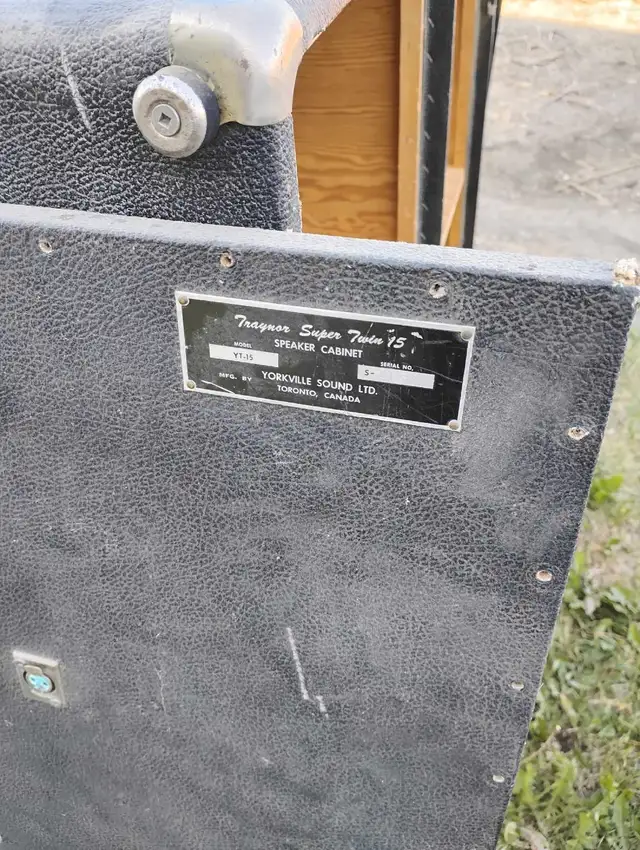 Traynor Super Twin 15
SPEAKER CABINET
MODEL
YT-15
SERIAL NO.
S-
MFG. BY YORKVILLE SOUND LTD.
TORONTO, CANADA